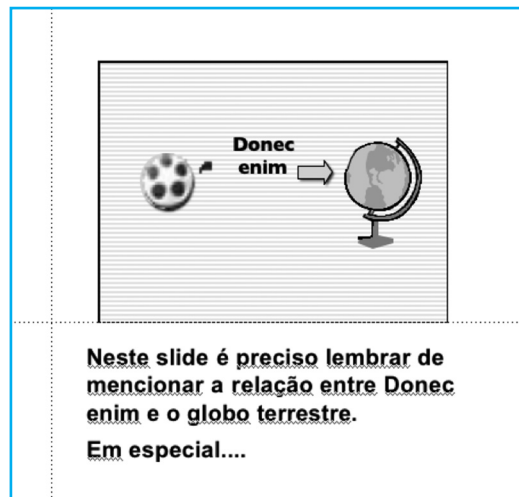 Donec
enim
Neste slide é preciso lembrar de
mencionar a relação entre Donec
enim e o globo terrestre.
Em especial....